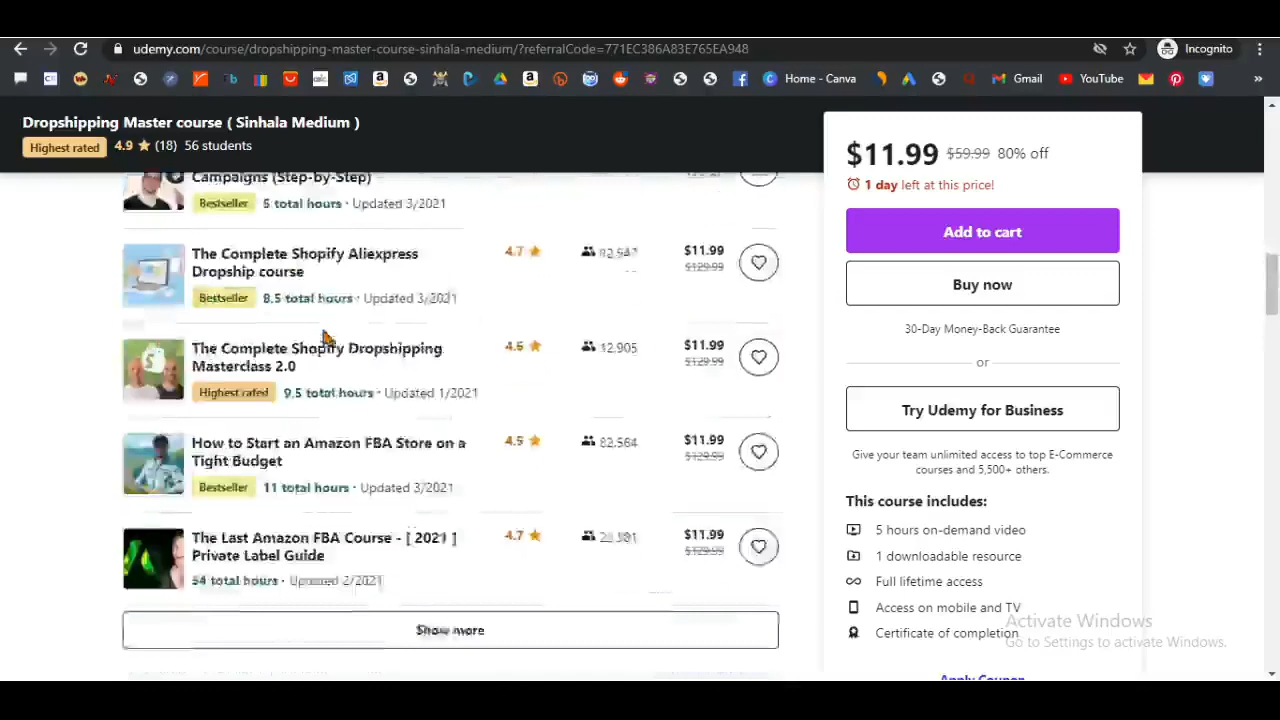 udemy.com/course/dropshipping-master-course-sinhala-medium/?referralCode=771EC386A83E765EA948
Incognito
Home - Canva
Gmail
YouTube
Dropshipping Master course ( Sinhala Medium )
Highest rated 4.9 (18) 56 students
Campaigns (Step-by-Step)
Bestseller 5 total hours · Updated 3/2021
The Complete Shopify Aliexpress
Dropship course
4.7
$11.99
$129.99
Bestseller 8.5 total hours · Updated 3/2021
The Complete Shopify Dropshipping
Masterclass 2.0
4.6 12,905
$11.99
$129.99
Highest rated 9.5 total hours · Updated 1/2021
How to Start an Amazon FBA Store on a
Tight Budget
4.5 82,564
$11.99
$129.99
Bestseller 11 total hours · Updated 3/2021
The Last Amazon FBA Course - [ 2021 ]
Private Label Guide
4.7
$11.99
$129.99
54 total hours · Updated 2/2021
Show more
$11.99 $59.99 80% off
1 day left at this price!
Add to cart
Buy now
30-Day Money-Back Guarantee
or
Try Udemy for Business
Give your team unlimited access to top E-Commerce
courses and 5,500+ others.
This course includes:
5 hours on-demand video
1 downloadable resource
Full lifetime access
Access on mobile and TV
Certificate of completion
Apply Coupon
Activate Windows
Go to Settings to activate Windows.